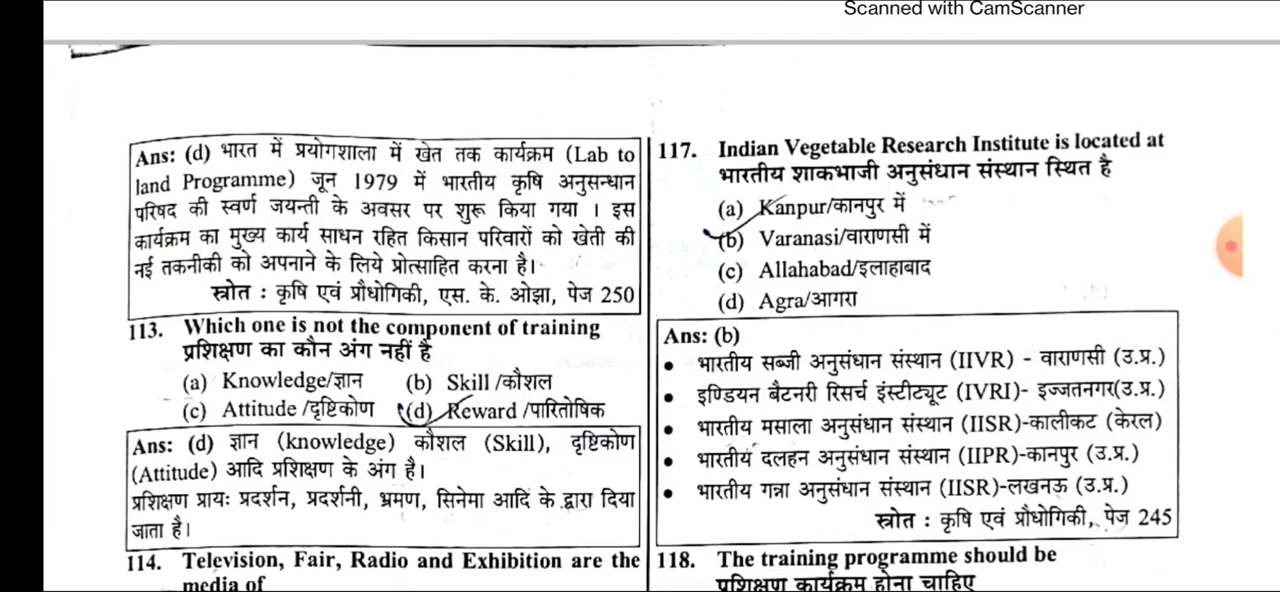 Scanned with CamScanner
Ans: (d) भारत में प्रयोगशाला में खेत तक कार्यक्रम (Lab to
land Programme) जून 1979 में भारतीय कृषि अनुसन्धान
परिषद की स्वर्ण जयन्ती के अवसर पर शुरू किया गया । इस
कार्यक्रम का मुख्य कार्य साधन रहित किसान परिवारों को खेती की
नई तकनीकी को अपनाने के लिये प्रोत्साहित करना है।
स्त्रोत : कृषि एवं प्रौधोगिकी, एस. के. ओझा, पेज 250
113. Which one is not the component of training
प्रशिक्षण का कौन अंग नहीं है
(a) Knowledge/ज्ञान (b) Skill /कौशल
(c) Attitude /दृष्टिकोण (d) Reward /पारितोषिक
Ans: (d) ज्ञान (knowledge) कौशल (Skill), दृष्टिकोण
(Attitude) आदि प्रशिक्षण के अंग है।
प्रशिक्षण प्रायः प्रदर्शन, प्रदर्शनी, भ्रमण, सिनेमा आदि के द्वारा दिया
जाता है।
114. Television, Fair, Radio and Exhibition are the
media of
117. Indian Vegetable Research Institute is located at
भारतीय शाकभाजी अनुसंधान संस्थान स्थित है
(a) Kanpur/कानपुर में
(b) Varanasi/वाराणसी में
(c) Allahabad/इलाहाबाद
(d) Agra/आगरा
Ans: (b)
• भारतीय सब्जी अनुसंधान संस्थान (IIVR) - वाराणसी (उ.प्र.)
• इण्डियन बैटनरी रिसर्च इंस्टीट्यूट (IVRI)- इज्जतनगर(उ.प्र.)
• भारतीय मसाला अनुसंधान संस्थान (IISR)-कालीकट (केरल)
• भारतीय दलहन अनुसंधान संस्थान (IIPR)-कानपुर (उ.प्र.)
• भारतीय गन्ना अनुसंधान संस्थान (IISR)-लखनऊ (उ.प्र.)
स्त्रोत : कृषि एवं प्रौधोगिकी, पेज 245
118. The training programme should be
प्रशिक्षण कार्यक्रम होना चाहिए